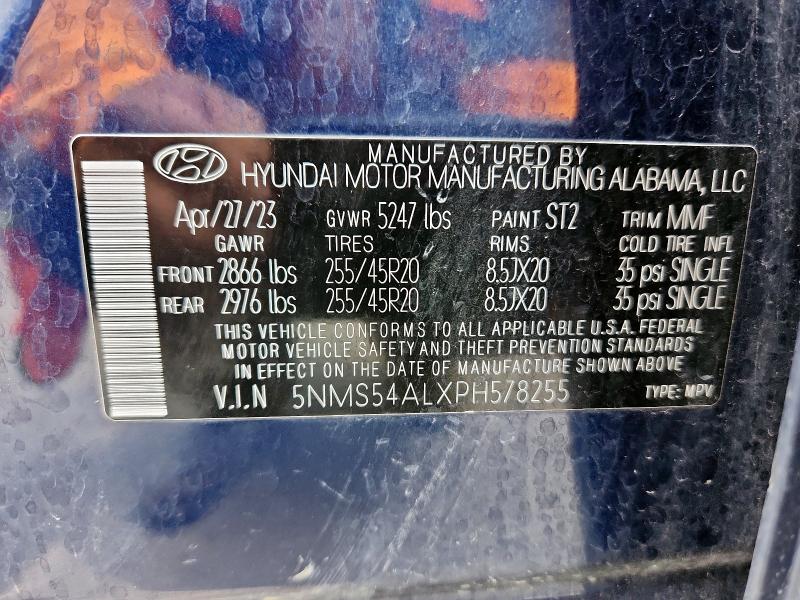 MANUFACTURED BY
HYUNDAI MOTOR MANUFACTURING ALABAMA, LLC
Apr/27/23 GVWR 5247 lbs PAINT ST2 TRIM MMF
GAWR TIRES RIMS COLD TIRE INFL
FRONT 2866 lbs 255/45R20 8.5JX20 35 psi SINGLE
REAR 2976 lbs 255/45R20 8.5JX20 35 psi SINGLE
THIS VEHICLE CONFORMS TO ALL APPLICABLE U.S.A. FEDERAL
MOTOR VEHICLE SAFETY AND THEFT PREVENTION STANDARDS
IN EFFECT ON THE DATE OF MANUFACTURE SHOWN ABOVE
V.I.N 5NMS54ALXPH578255 TYPE: MPV